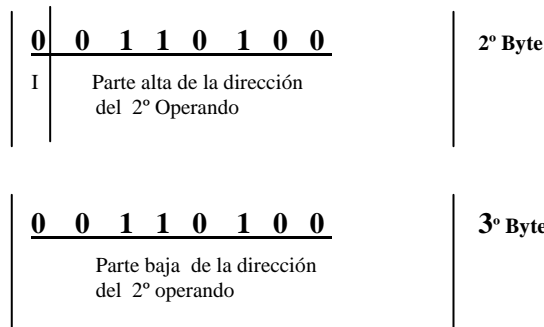 0 0 1 1 0 1 0 0 2º Byte
I Parte alta de la dirección
del 2º Operando
0 0 1 1 0 1 0 0 3º Byte
Parte baja de la dirección
del 2º operando